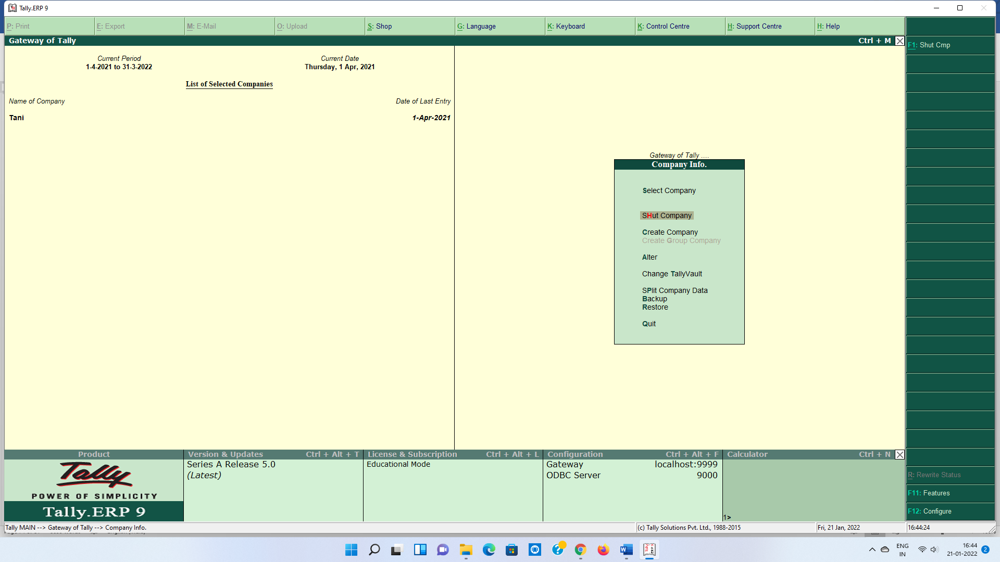 Tally.ERP 9
P: Print
E: Export
M: E-Mail
O: Upload
S: Shop
G: Language
K: Keyboard
K: Control Centre
H: Support Centre
H: Help
Gateway of Tally
Ctrl + M
F1: Shut Cmp
Current Period
1-4-2021 to 31-3-2022
Current Date
Thursday, 1 Apr, 2021
List of Selected Companies
Name of Company
Date of Last Entry
Tani
1-Apr-2021
Gateway of Tally ....
Company Info.
Select Company
SHut Company
Create Company
Create Group Company
Alter
Change TallyVault
SPlit Company Data
Backup
Restore
Quit
Product
Tally
POWER OF SIMPLICITY
Tally.ERP 9
Version & Updates Ctrl + Alt + T
Series A Release 5.0
(Latest)
License & Subscription Ctrl + Alt + L
Educational Mode
Configuration Ctrl + Alt + F
Gateway localhost:9999
ODBC Server 9000
Calculator Ctrl + N
1>
R: Rewrite Status
F11: Features
F12: Configure
Tally MAIN --> Gateway of Tally --> Company Info.
(c) Tally Solutions Pvt. Ltd., 1988-2015
Fri, 21 Jan, 2022
16:44:24
ENG
IN
16:44
21-01-2022
2